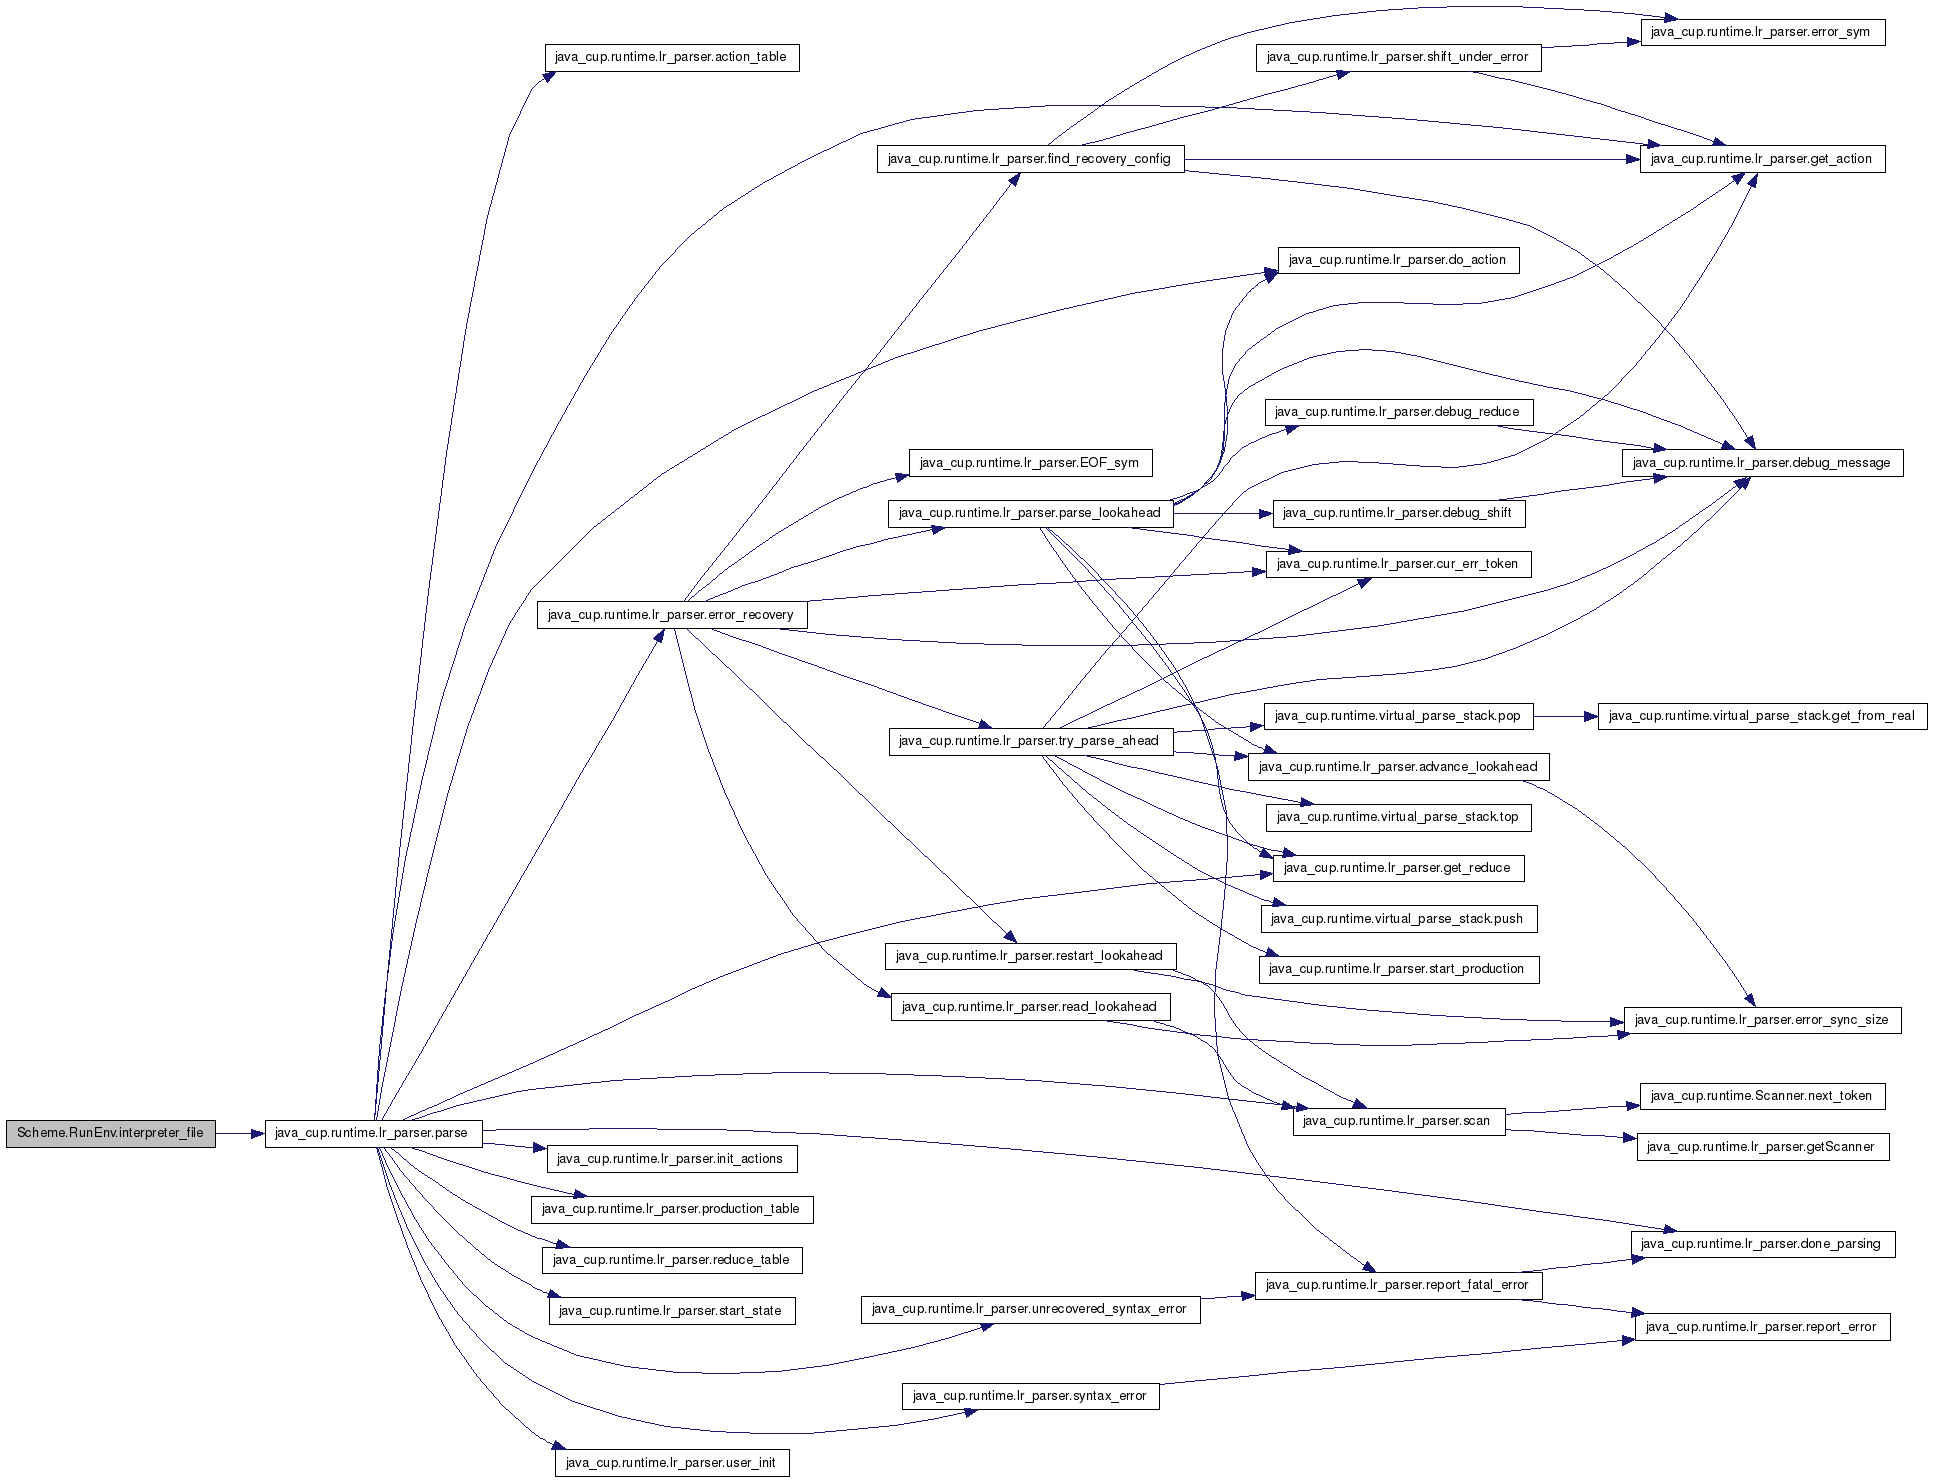 java_cup.runtime.lr_parser.error_sym
java_cup.runtime.lr_parser.action_table
java_cup.runtime.lr_parser.shift_under_error
java_cup.runtime.lr_parser.find_recovery_config
java_cup.runtime.lr_parser.get_action
java_cup.runtime.lr_parser.do_action
java_cup.runtime.lr_parser.debug_reduce
java_cup.runtime.lr_parser.EOF_sym
java_cup.runtime.lr_parser.debug_message
java_cup.runtime.lr_parser.parse_lookahead
java_cup.runtime.lr_parser.debug_shift
java_cup.runtime.lr_parser.cur_err_token
java_cup.runtime.lr_parser.error_recovery
java_cup.runtime.virtual_parse_stack.pop
java_cup.runtime.virtual_parse_stack.get_from_real
java_cup.runtime.lr_parser.try_parse_ahead
java_cup.runtime.lr_parser.advance_lookahead
java_cup.runtime.virtual_parse_stack.top
java_cup.runtime.lr_parser.get_reduce
java_cup.runtime.virtual_parse_stack.push
java_cup.runtime.lr_parser.restart_lookahead
java_cup.runtime.lr_parser.start_production
java_cup.runtime.lr_parser.read_lookahead
java_cup.runtime.lr_parser.error_sync_size
java_cup.runtime.Scanner.next_token
java_cup.runtime.lr_parser.scan
Scheme.RunEnv.interpreter_file
java_cup.runtime.lr_parser.parse
java_cup.runtime.lr_parser.getScanner
java_cup.runtime.lr_parser.init_actions
java_cup.runtime.lr_parser.production_table
java_cup.runtime.lr_parser.done_parsing
java_cup.runtime.lr_parser.reduce_table
java_cup.runtime.lr_parser.report_fatal_error
java_cup.runtime.lr_parser.start_state
java_cup.runtime.lr_parser.unrecovered_syntax_error
java_cup.runtime.lr_parser.report_error
java_cup.runtime.lr_parser.syntax_error
java_cup.runtime.lr_parser.user_init